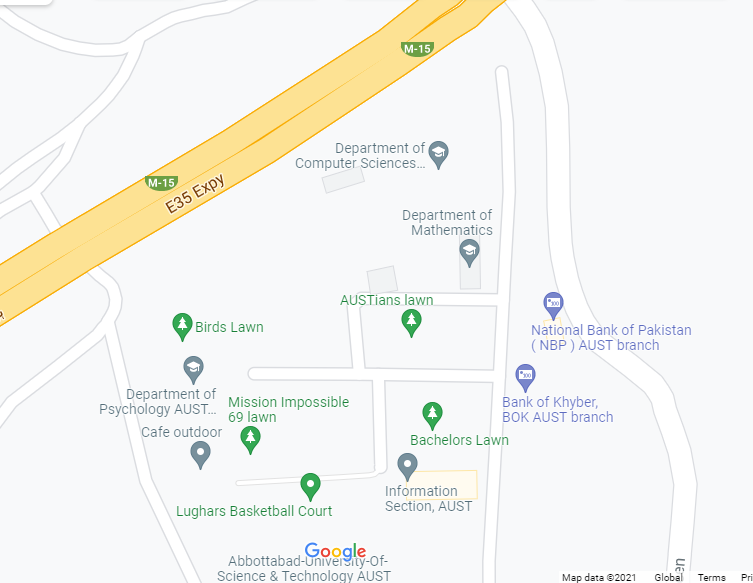 M-15
Department of
Computer Sciences...
M-15
E35 Expy
Department of
Mathematics
AUSTians lawn
100
Birds Lawn
National Bank of Pakistan
( NBP ) AUST branch
100
Department of
Psychology AUST...
Mission Impossible
69 lawn
Bank of Khyber,
BOK AUST branch
Cafe outdoor
Bachelors Lawn
Information
Section, AUST
Lughars Basketball Court
Google
Abbottabad-University-Of-
Science & Technology AUST
Map data ©2021
Global
Terms
Pri